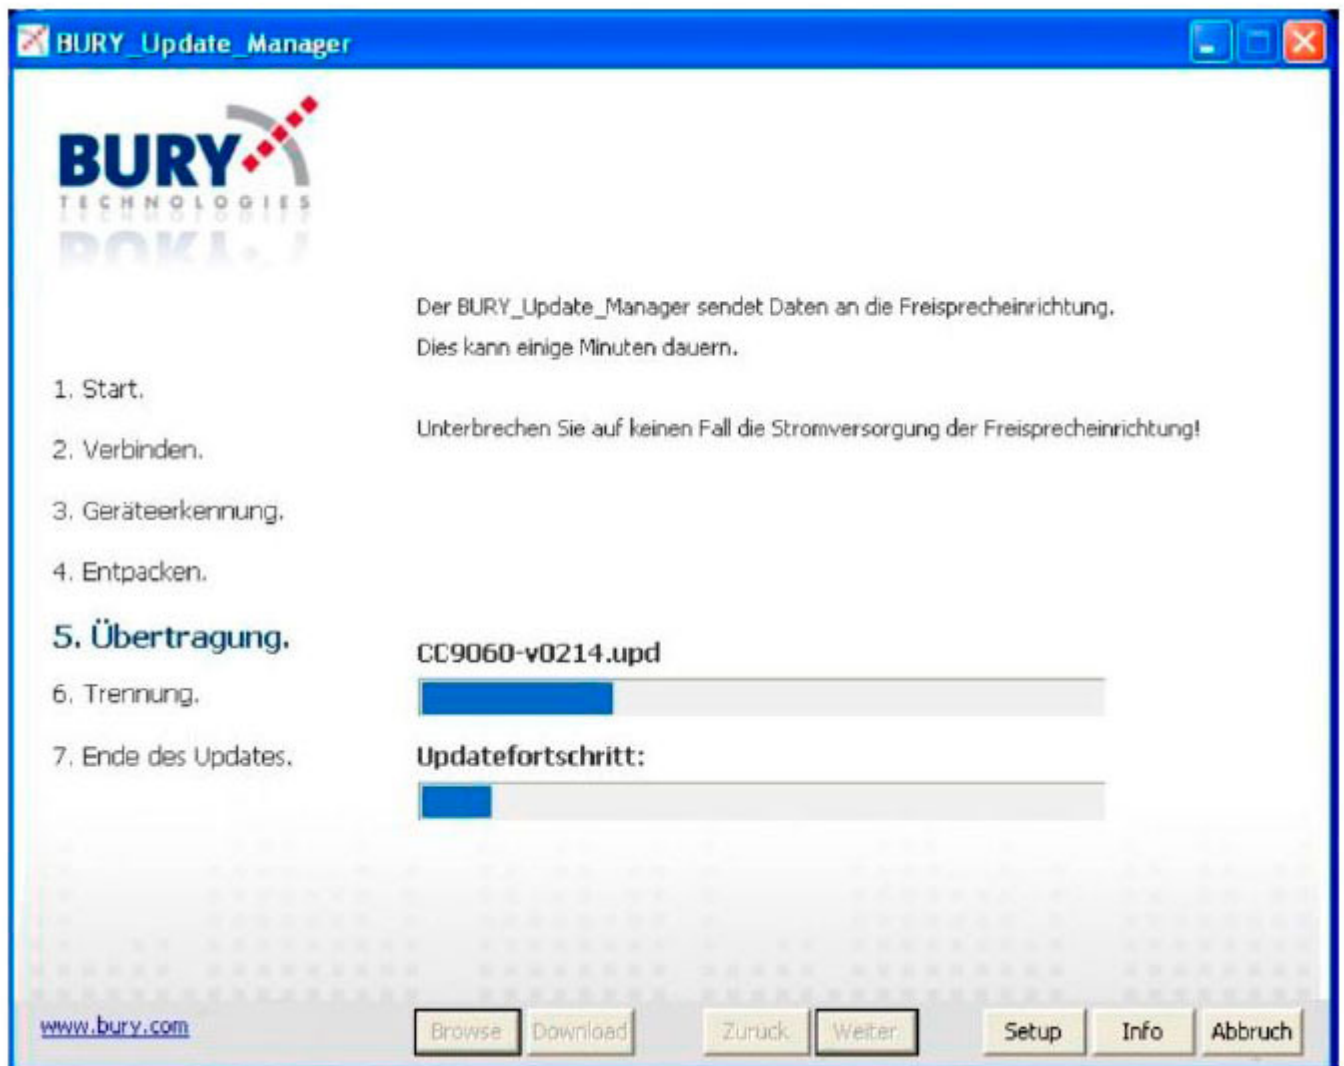 BURY_Update_Manager
BURY
TECHNOLOGIES
Der BURY_Update_Manager sendet Daten an die Freisprecheinrichtung.
Dies kann einige Minuten dauern.
Unterbrechen Sie auf keinen Fall die Stromversorgung der Freisprecheinrichtung!
1. Start.
2. Verbinden.
3. Geräteerkennung.
4. Entpacken.
5. Übertragung.
6. Trennung.
7. Ende des Updates.
CC9060-v0214.upd
Updatefortschritt:
www.bury.com
Browse
Download
Zurück
Weiter
Setup
Info
Abbruch